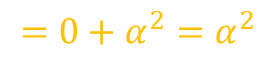 = 0 + α² = α²